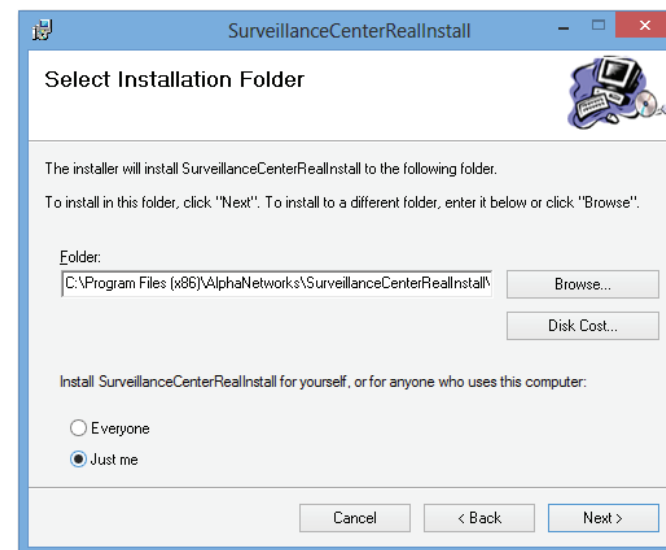 SurveillanceCenterRealInstall
Select Installation Folder
The installer will install SurveillanceCenterRealInstall to the following folder.
To install in this folder, click "Next". To install to a different folder, enter it below or click "Browse".
Folder:
C:\Program Files (x86)\AlphaNetworks\SurveillanceCenterRealInstall\
Browse...
Disk Cost...
Install SurveillanceCenterRealInstall for yourself, or for anyone who uses this computer:
Everyone
Just me
Cancel
< Back
Next >